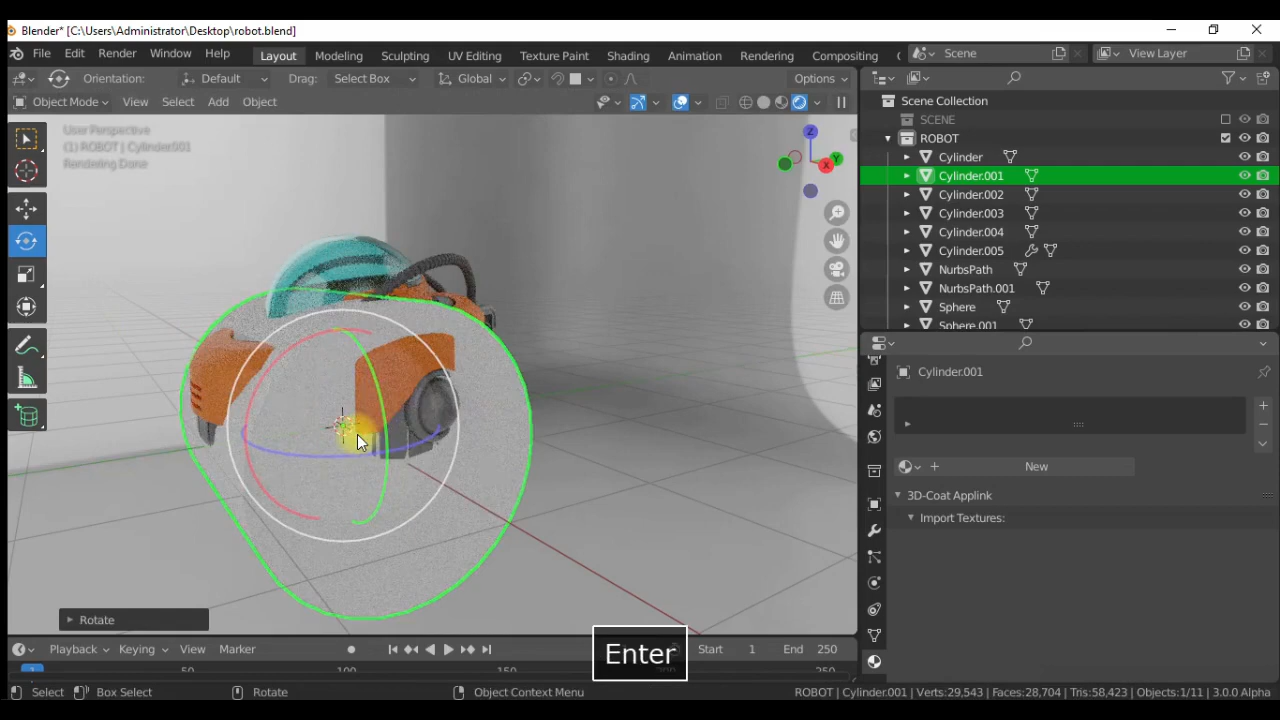 Blender* [C:\Users\Administrator\Desktop\robot.blend]
File Edit Render Window Help Layout Modeling Sculpting UV Editing Texture Paint Shading Animation Rendering Compositing Scene View Layer
Orientation: Default Drag: Select Box Global Options
Object Mode View Select Add Object
Scene Collection
SCENE
ROBOT
Cylinder
Cylinder.001
Cylinder.002
Cylinder.003
Cylinder.004
Cylinder.005
NurbsPath
NurbsPath.001
Sphere
Sphere.001
User Perspective
(1) ROBOT | Cylinder.001
Rendering Done
Z
Y
X
Cylinder.001
New
3D-Coat Applink
Import Textures:
Rotate
Enter
Playback Keying View Marker Start 1 End 250
1 50 100 150 250
Select Box Select Rotate Object Context Menu ROBOT | Cylinder.001 | Verts:29,543 | Faces:28,704 | Tris:58,423 | Objects:1/11 | 3.0.0 Alpha